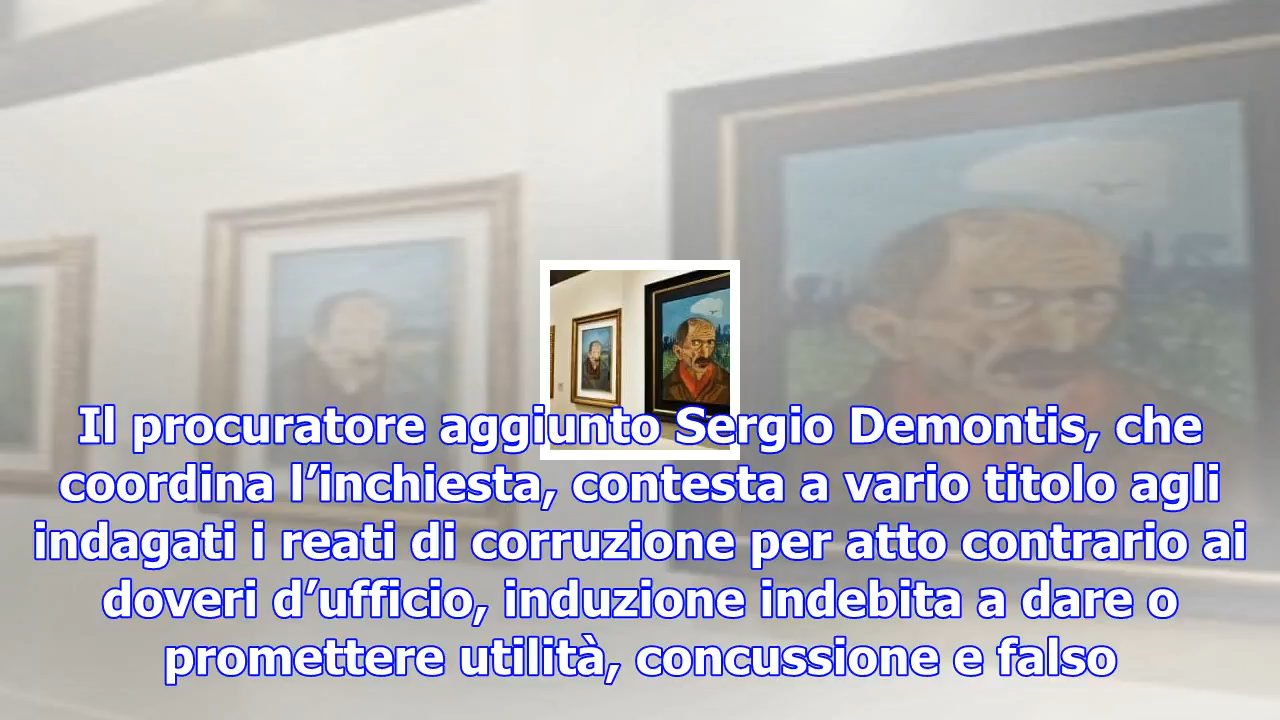 Il procuratore aggiunto Sergio Demontis, che
coordina l’inchiesta, contesta a vario titolo agli
indagati i reati di corruzione per atto contrario ai
doveri d’ufficio, induzione indebita a dare o
promettere utilità, concussione e falso